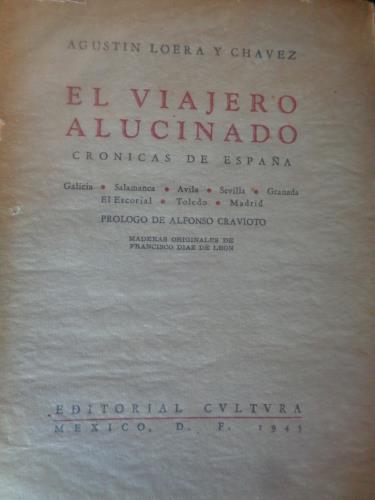 AGUSTIN LOERA Y CHAVEZ
EL VIAJERO
ALUCINADO
CRONICAS DE ESPAÑA
Galicia • Salamanca • Avila • Sevilla • Granada
El Escorial • Toledo • Madrid
PROLOGO DE ALFONSO CRAVIOTO
MADERAS ORIGINALES DE
FRANCISCO DIAZ DE LEON
EDITORIAL CVLTVRA
MEXICO, D. F. 1945